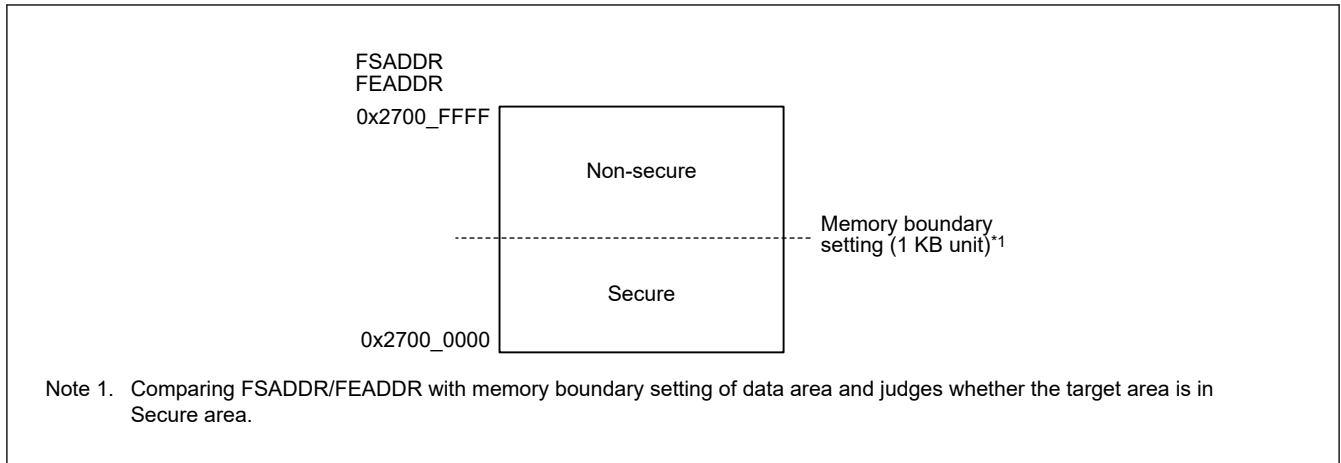 FSADDR
FEADDR
0x2700_FFFF
Non-secure
Memory boundary
setting (1 KB unit)*1
Secure
0x2700_0000
Note 1. Comparing FSADDR/FEADDR with memory boundary setting of data area and judges whether the target area is in
Secure area.